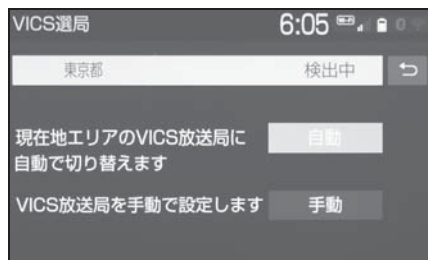 VICS選局
6:05
東京都
検出中
現在地エリアのVICS放送局に
自動で切り替えます
自動
VICS放送局を手動で設定します
手動